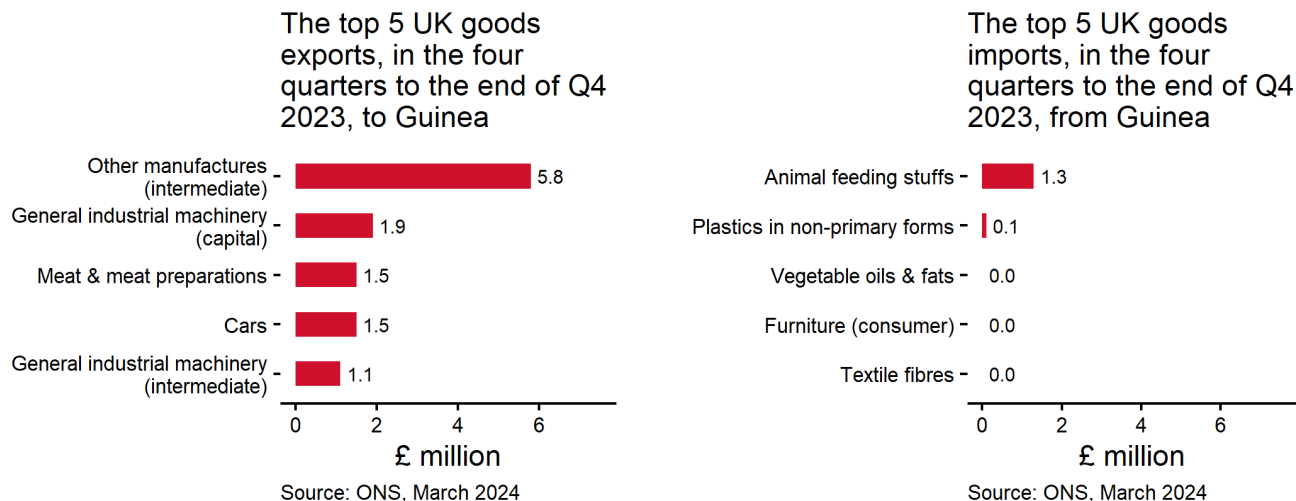 The top 5 UK goods
exports, in the four
quarters to the end of Q4
2023, to Guinea
Other manufactures
(intermediate)
5.8
General industrial machinery
(capital)
1.9
Meat & meat preparations
1.5
Cars
1.5
General industrial machinery
(intermediate)
1.1
0 2 4 6
£ million
Source: ONS, March 2024
The top 5 UK goods
imports, in the four
quarters to the end of Q4
2023, from Guinea
Animal feeding stuffs
1.3
Plastics in non-primary forms
0.1
Vegetable oils & fats
0.0
Furniture (consumer)
0.0
Textile fibres
0.0
0 2 4 6
£ million
Source: ONS, March 2024